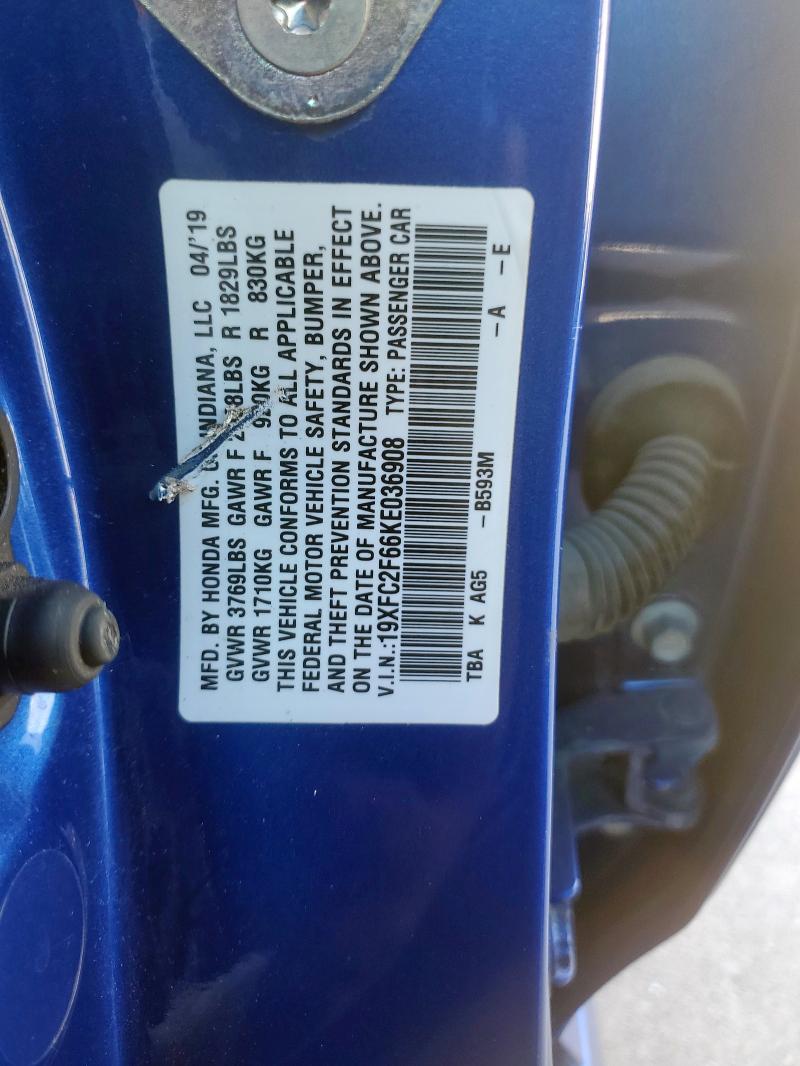 MFD. BY HONDA MFG. INDIANA, LLC 04/'19
GVWR 3769LBS GAWR F R 1829LBS
GVWR 1710KG GAWR F R 830KG
THIS VEHICLE CONFORMS TO ALL APPLICABLE
FEDERAL MOTOR VEHICLE SAFETY, BUMPER,
AND THEFT PREVENTION STANDARDS IN EFFECT
ON THE DATE OF MANUFACTURE SHOWN ABOVE.
V.I.N.:19XFC2F66KE036908 TYPE: PASSENGER CAR
TBA K AG5 -B593M -A -E